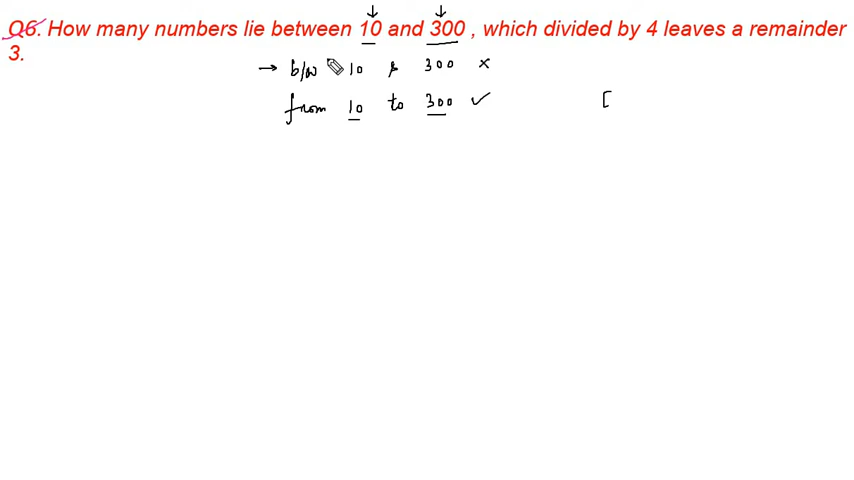 Q6. How many numbers lie between 10 and 300 , which divided by 4 leaves a remainder
3.
→ b/w 10 & 300 ×
from 10 to 300 ✓ [